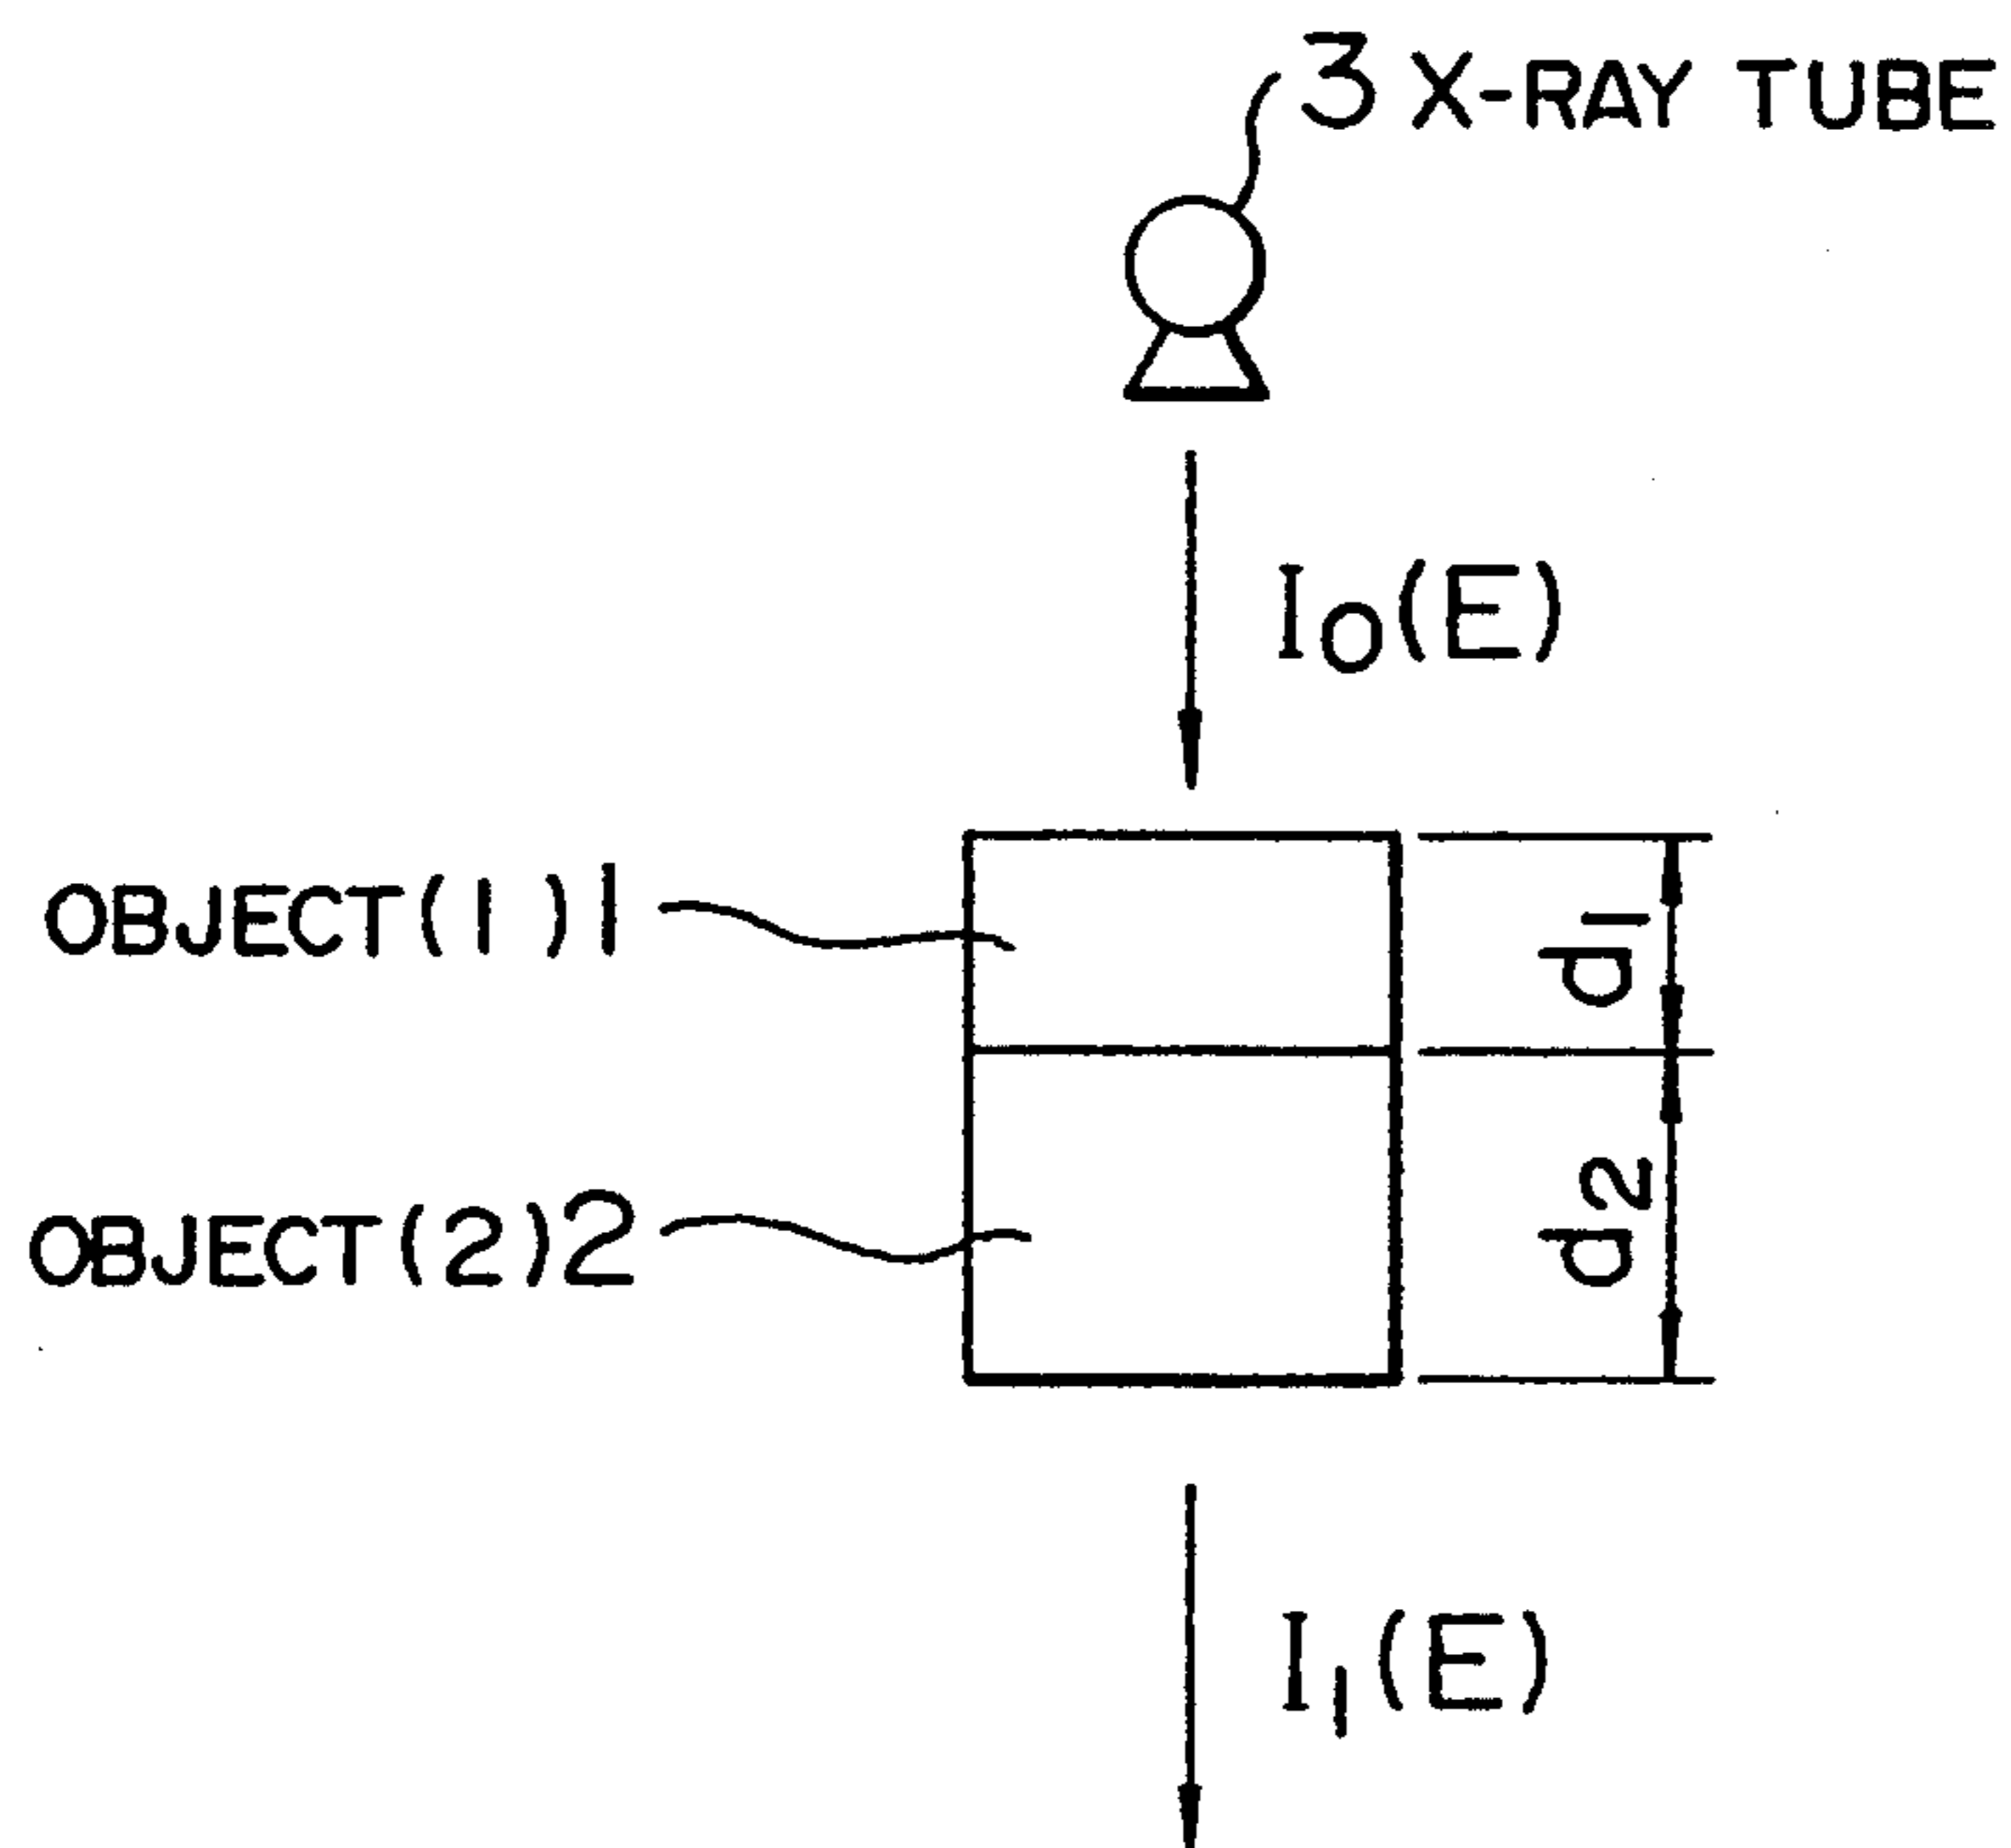 3 X-RAY TUBE
I0(E)
OBJECT(1)1
d1
OBJECT(2)2
d2
I1(E)